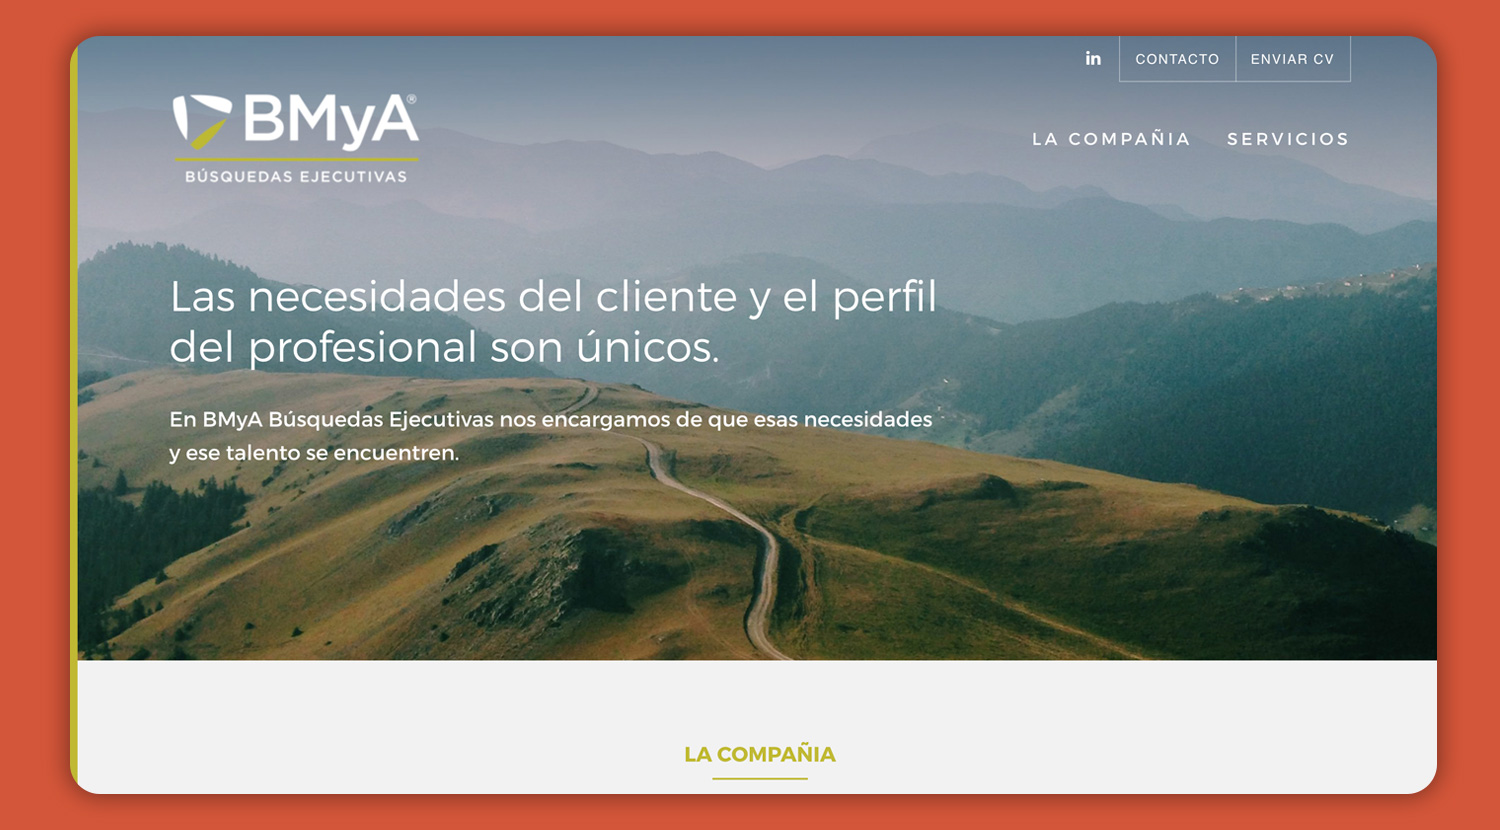 in
CONTACTO
ENVIAR CV
BMyA®
BÚSQUEDAS EJECUTIVAS
LA COMPAÑIA
SERVICIOS
Las necesidades del cliente y el perfil
del profesional son únicos.
En BMyA Búsquedas Ejecutivas nos encargamos de que esas necesidades
y ese talento se encuentren.
LA COMPAÑIA